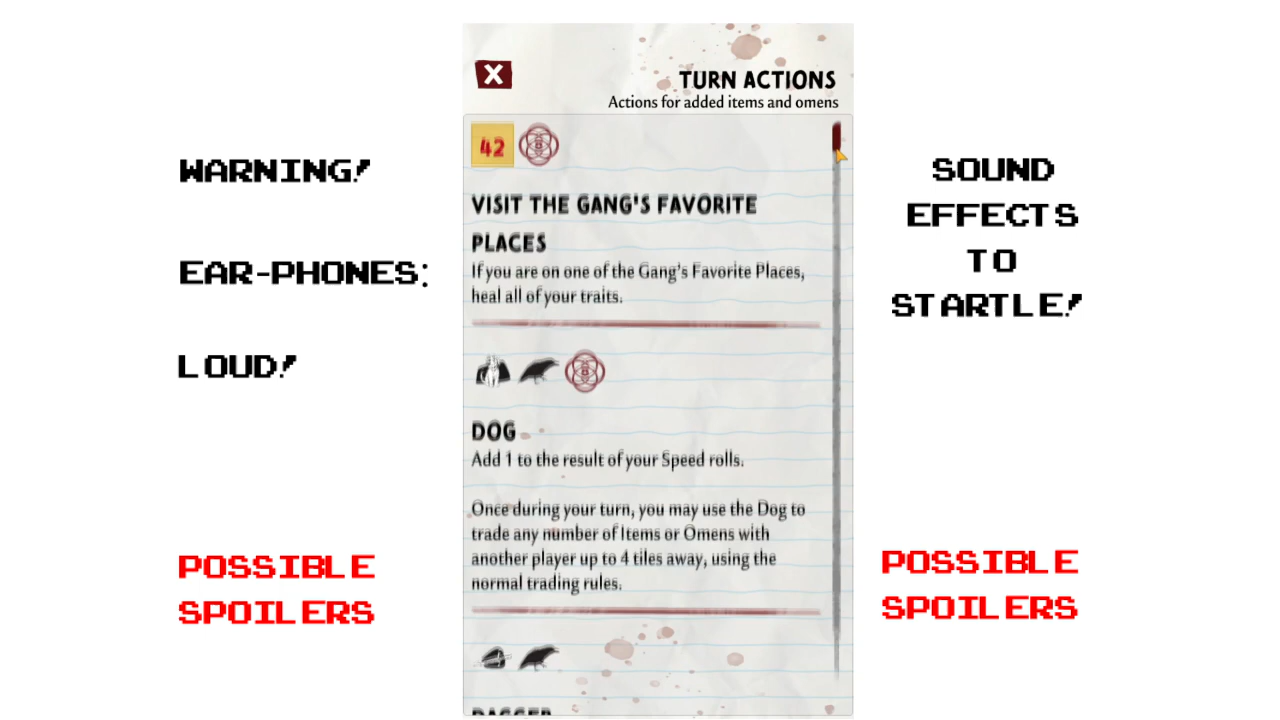 WARNING!
EAR-PHONES:
LOUD!
POSSIBLE
SPOILERS
X
TURN ACTIONS
Actions for added items and omens
42
VISIT THE GANG'S FAVORITE
PLACES
If you are on one of the Gang's Favorite Places,
heal all of your traits.
DOG
Add 1 to the result of your Speed rolls.
Once during your turn, you may use the Dog to
trade any number of Items or Omens with
another player up to 4 tiles away, using the
normal trading rules.
DAGGER
SOUND
EFFECTS
TO
STARTLE!
POSSIBLE
SPOILERS